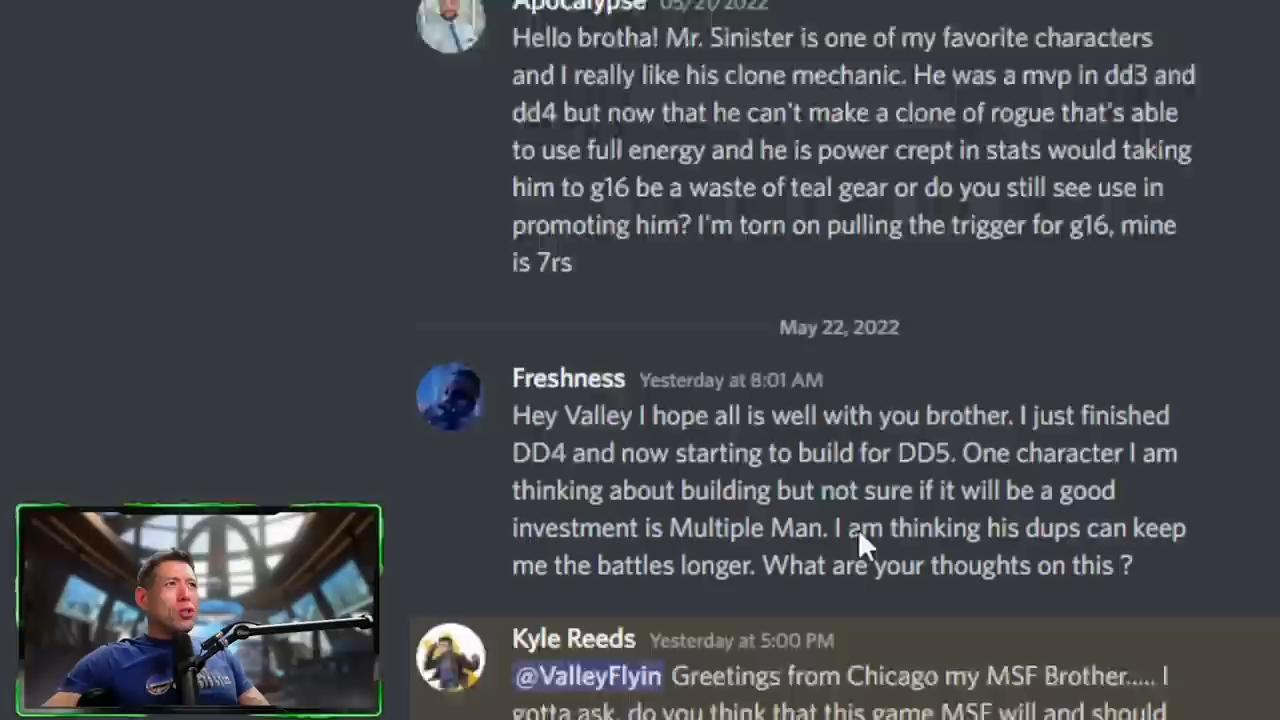 Apocalypse 05/21/2022
Hello brotha! Mr. Sinister is one of my favorite characters
and I really like his clone mechanic. He was a mvp in dd3 and
dd4 but now that he can't make a clone of rogue that's able
to use full energy and he is power crept in stats would taking
him to g16 be a waste of teal gear or do you still see use in
promoting him? I'm torn on pulling the trigger for g16, mine
is 7rs
May 22, 2022
Freshness Yesterday at 8:01 AM
Hey Valley I hope all is well with you brother. I just finished
DD4 and now starting to build for DD5. One character I am
thinking about building but not sure if it will be a good
investment is Multiple Man. I am thinking his dups can keep
me the battles longer. What are your thoughts on this ?
Kyle Reeds Yesterday at 5:00 PM
@ValleyFlyin Greetings from Chicago my MSF Brother..... I
gotta ask, do you think that this game MSF will and should